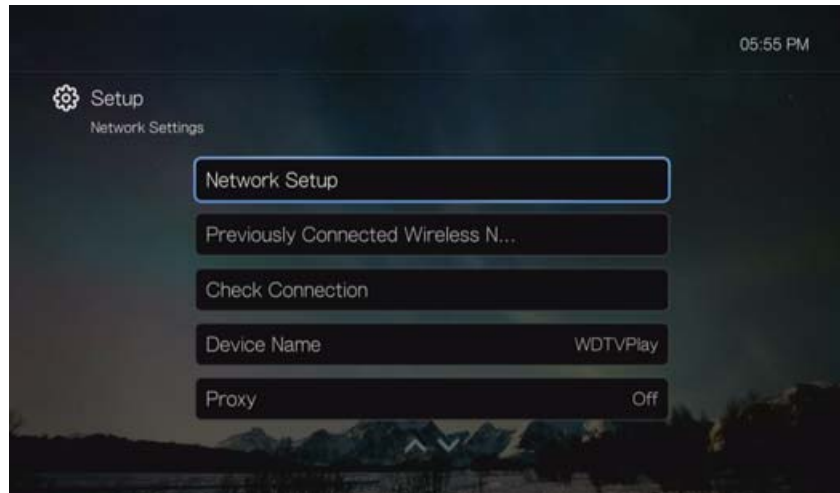 05:55 PM
Setup
Network Settings
Network Setup
Previously Connected Wireless N...
Check Connection
Device Name WDTVPlay
Proxy Off